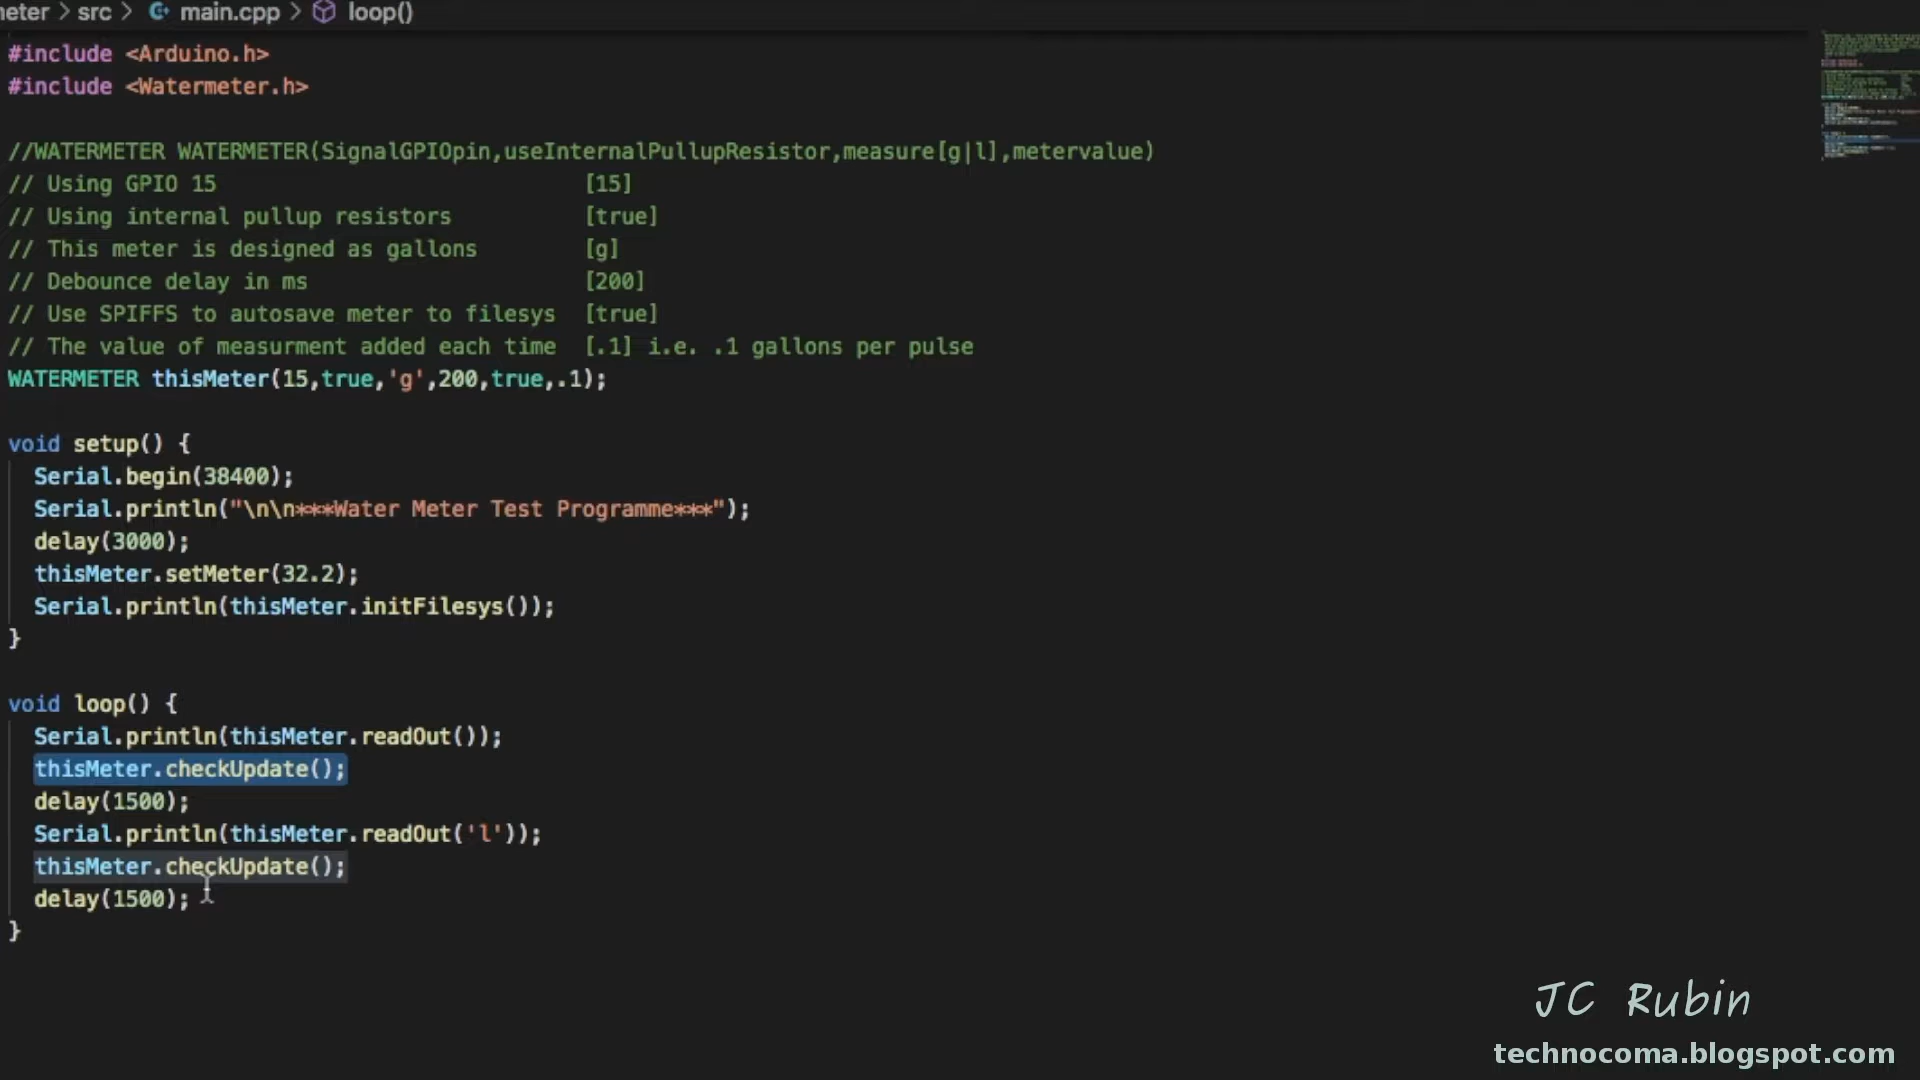 meter > src > main.cpp > loop()
#include <Arduino.h>
#include <Watermeter.h>
//WATERMETER WATERMETER(SignalGPIOpin,useInternalPullupResistor,measure[g|l],metervalue)
// Using GPIO 15 [15]
// Using internal pullup resistors [true]
// This meter is designed as gallons [g]
// Debounce delay in ms [200]
// Use SPIFFS to autosave meter to filesys [true]
// The value of measurment added each time [.1] i.e. .1 gallons per pulse
WATERMETER thisMeter(15,true,'g',200,true,.1);
void setup() {
Serial.begin(38400);
Serial.println("\n\n***Water Meter Test Programme***");
delay(3000);
thisMeter.setMeter(32.2);
Serial.println(thisMeter.initFilesys());
}
void loop() {
Serial.println(thisMeter.readOut());
thisMeter.checkUpdate();
delay(1500);
Serial.println(thisMeter.readOut('l'));
thisMeter.checkUpdate();
delay(1500);
}
JC Rubin
technocoma.blogspot.com